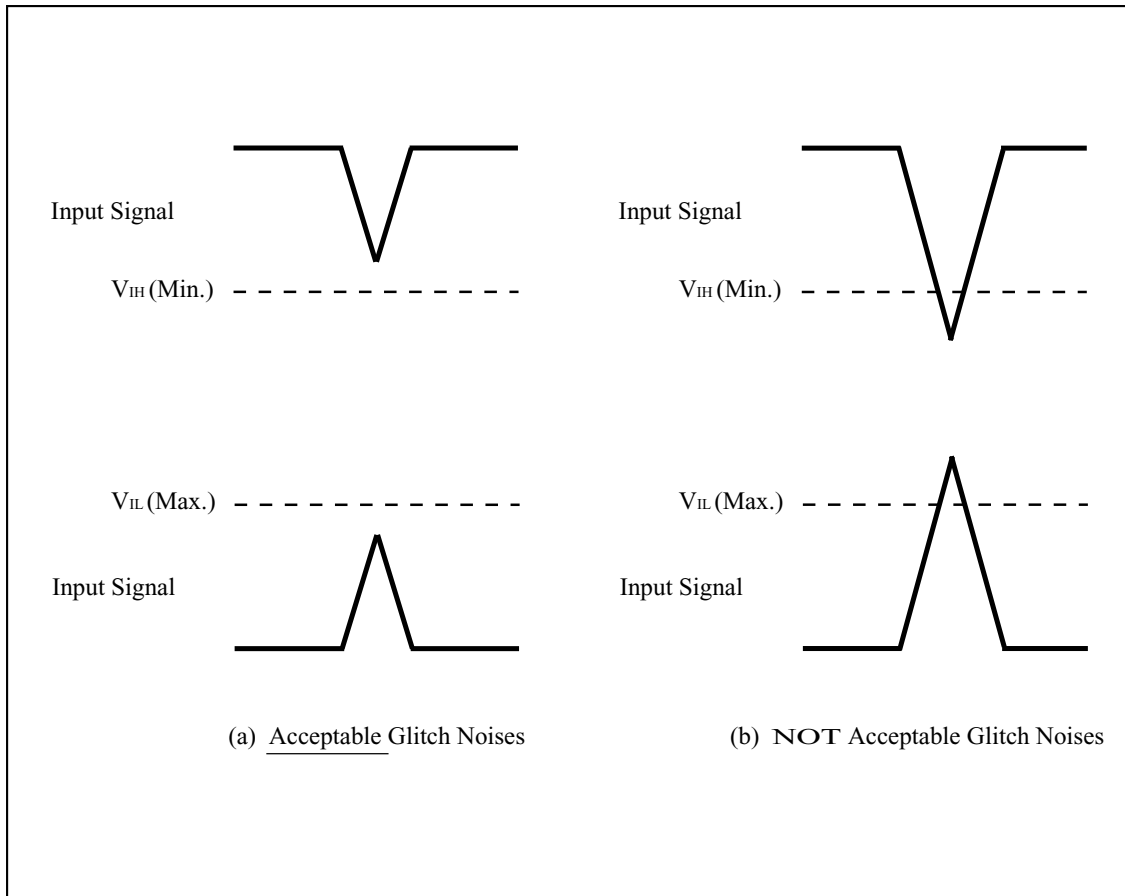 Input Signal
Input Signal
VIH (Min.)
VIH (Min.)
VIL (Max.)
VIL (Max.)
Input Signal
Input Signal
(a) Acceptable Glitch Noises
(b) NOT Acceptable Glitch Noises